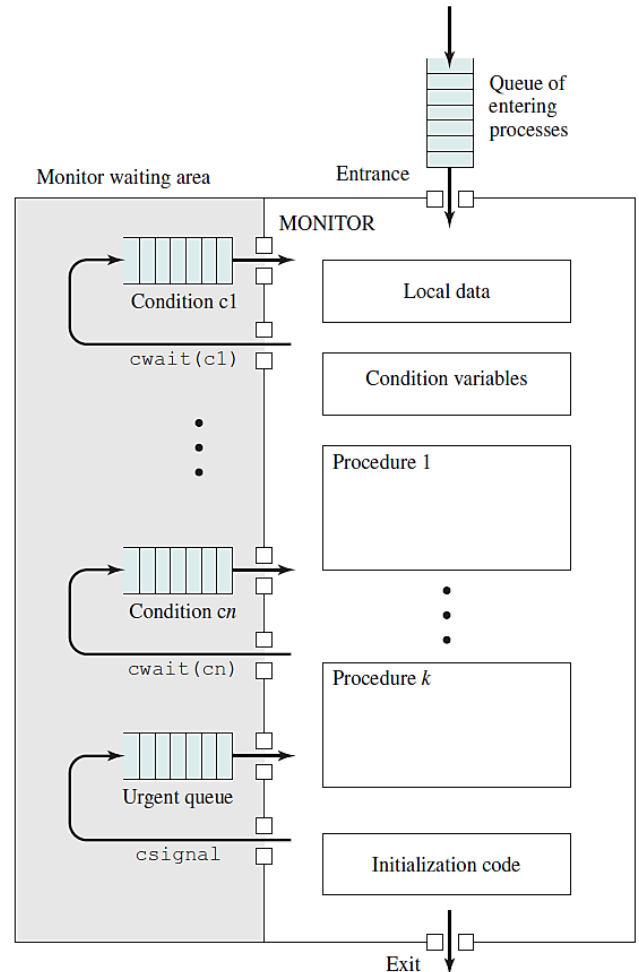 Queue of
entering
processes
Monitor waiting area
Entrance
MONITOR
Condition c1
Local data
cwait(c1)
Condition variables
Procedure 1
Condition cn
cwait(cn)
Procedure k
Urgent queue
csignal
Initialization code
Exit